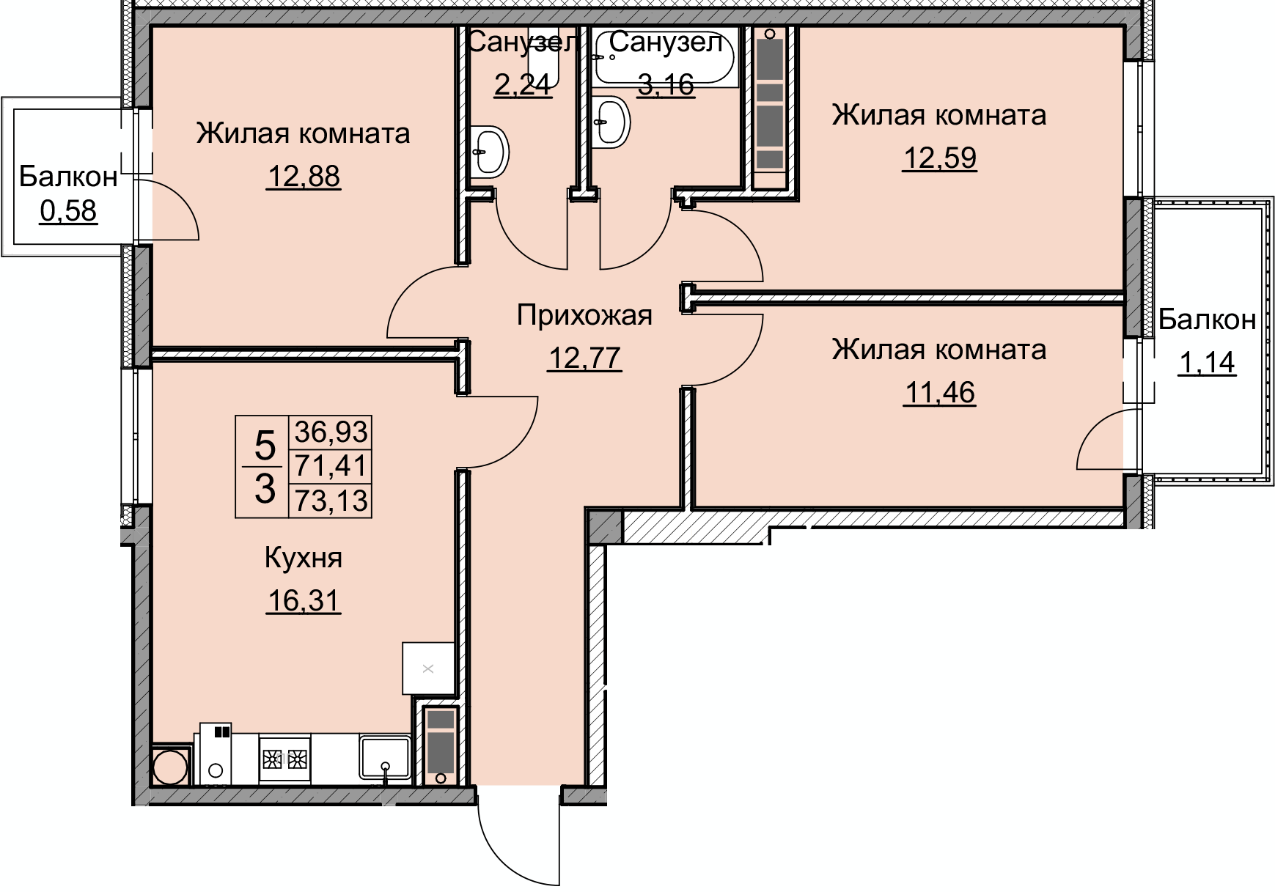 Санузел
2,24
Санузел
3,16
Жилая комната
12,88
Жилая комната
12,59
Балкон
0,58
Прихожая
12,77
Жилая комната
11,46
Балкон
1,14
5
3
36,93
71,41
73,13
Кухня
16,31